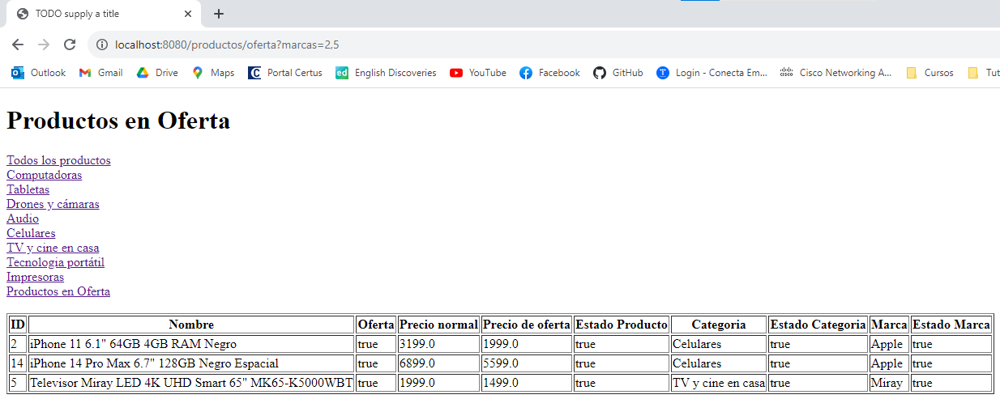 TODO supply a title
localhost:8080/productos/oferta?marcas=2,5
Outlook Gmail Drive Maps Portal Certus English Discoveries YouTube Facebook GitHub Login - Conecta Em... Cisco Networking A... Cursos Tut
Productos en Oferta
Todos los productos
Computadoras
Tabletas
Drones y cámaras
Audio
Celulares
TV y cine en casa
Tecnologia portátil
Impresoras
Productos en Oferta
ID Nombre Oferta Precio normal Precio de oferta Estado Producto Categoria Estado Categoria Marca Estado Marca
2 iPhone 11 6.1" 64GB 4GB RAM Negro true 3199.0 1999.0 true Celulares true Apple true
14 iPhone 14 Pro Max 6.7" 128GB Negro Espacial true 6899.0 5599.0 true Celulares true Apple true
5 Televisor Miray LED 4K UHD Smart 65" MK65-K5000WBT true 1999.0 1499.0 true TV y cine en casa true Miray true